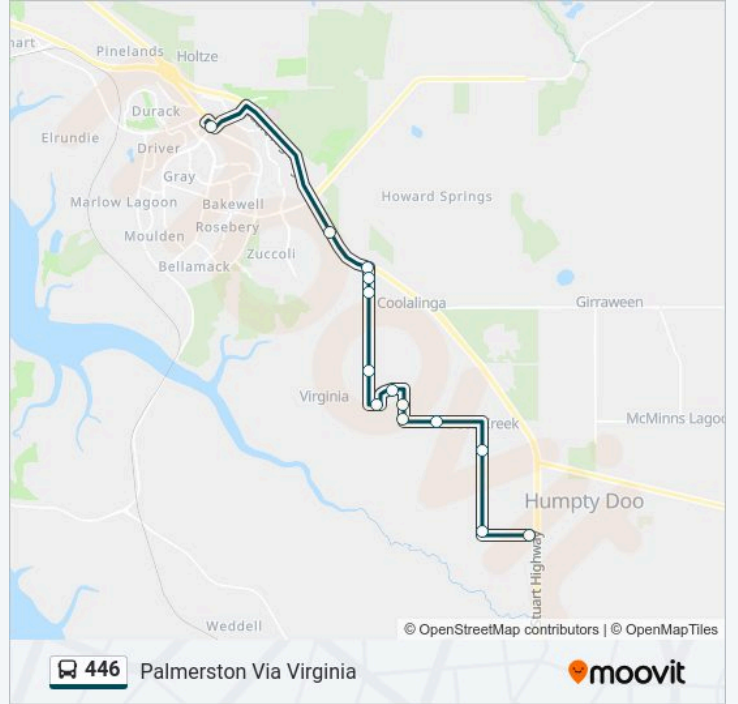 Pinelands
Holtze
Durack
Elrundie
Driver
Gray
Howard Springs
Marlow Lagoon
Bakewell
Rosebery
Moulden
Zuccoli
Bellamack
Coolalinga
Girraween
Virginia
McMinns Lagoo
reek
Humpty Doo
tuart Highway
Weddell
© OpenStreetMap contributors | © OpenMapTiles
446 Palmerston Via Virginia
moovit